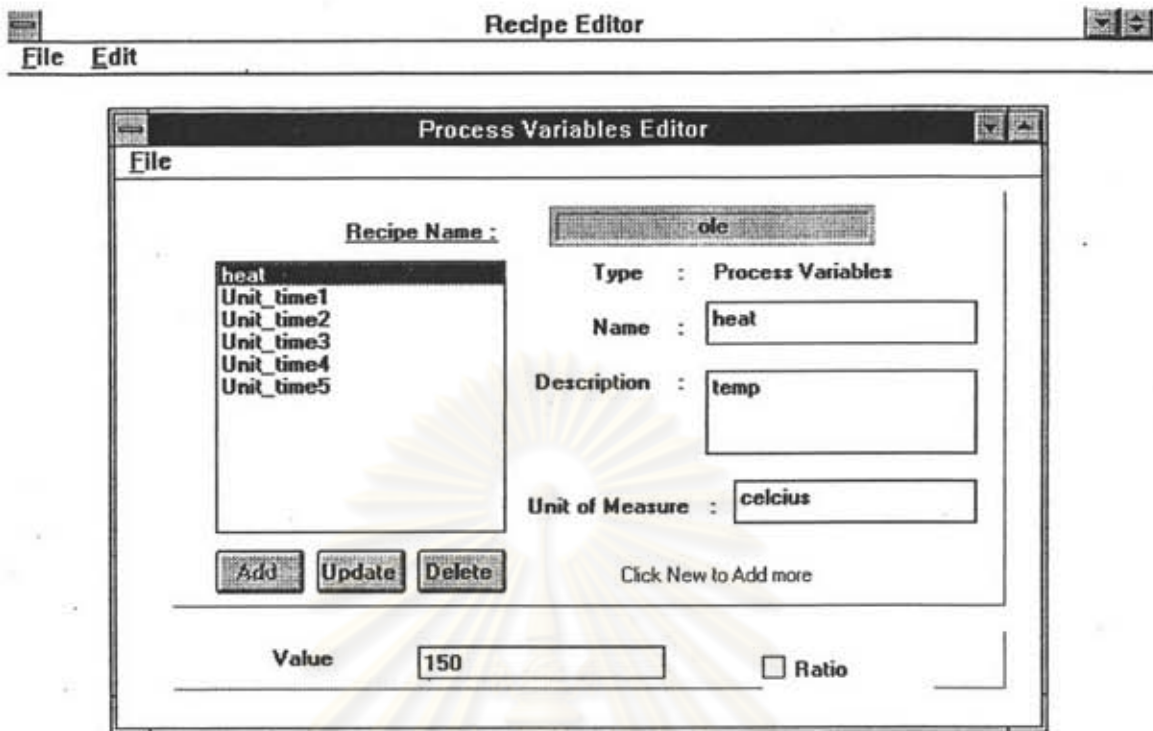 Recipe Editor
File Edit
Process Variables Editor
File
Recipe Name : ole
heat
Unit_time1
Unit_time2
Unit_time3
Unit_time4
Unit_time5
Type : Process Variables
Name : heat
Description : temp
Unit of Measure : celcius
Add Update Delete
Click New to Add more
Value 150
Ratio